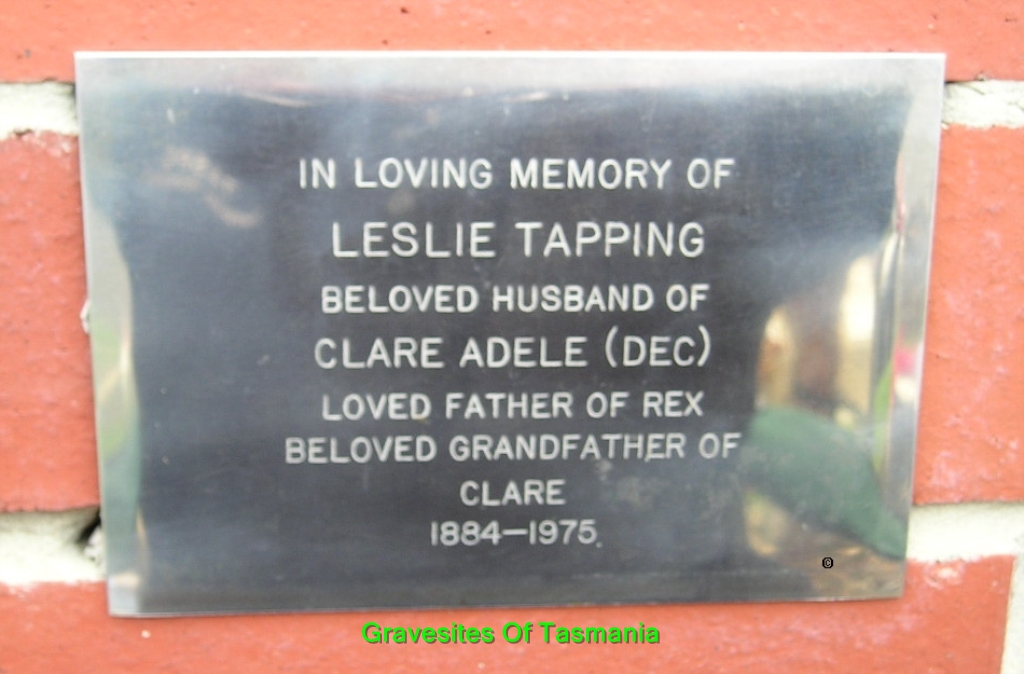 IN LOVING MEMORY OF
LESLIE TAPPING
BELOVED HUSBAND OF
CLARE ADELE (DEC)
LOVED FATHER OF REX
BELOVED GRANDFATHER OF
CLARE
1884—1975.
©
Gravesites Of Tasmania